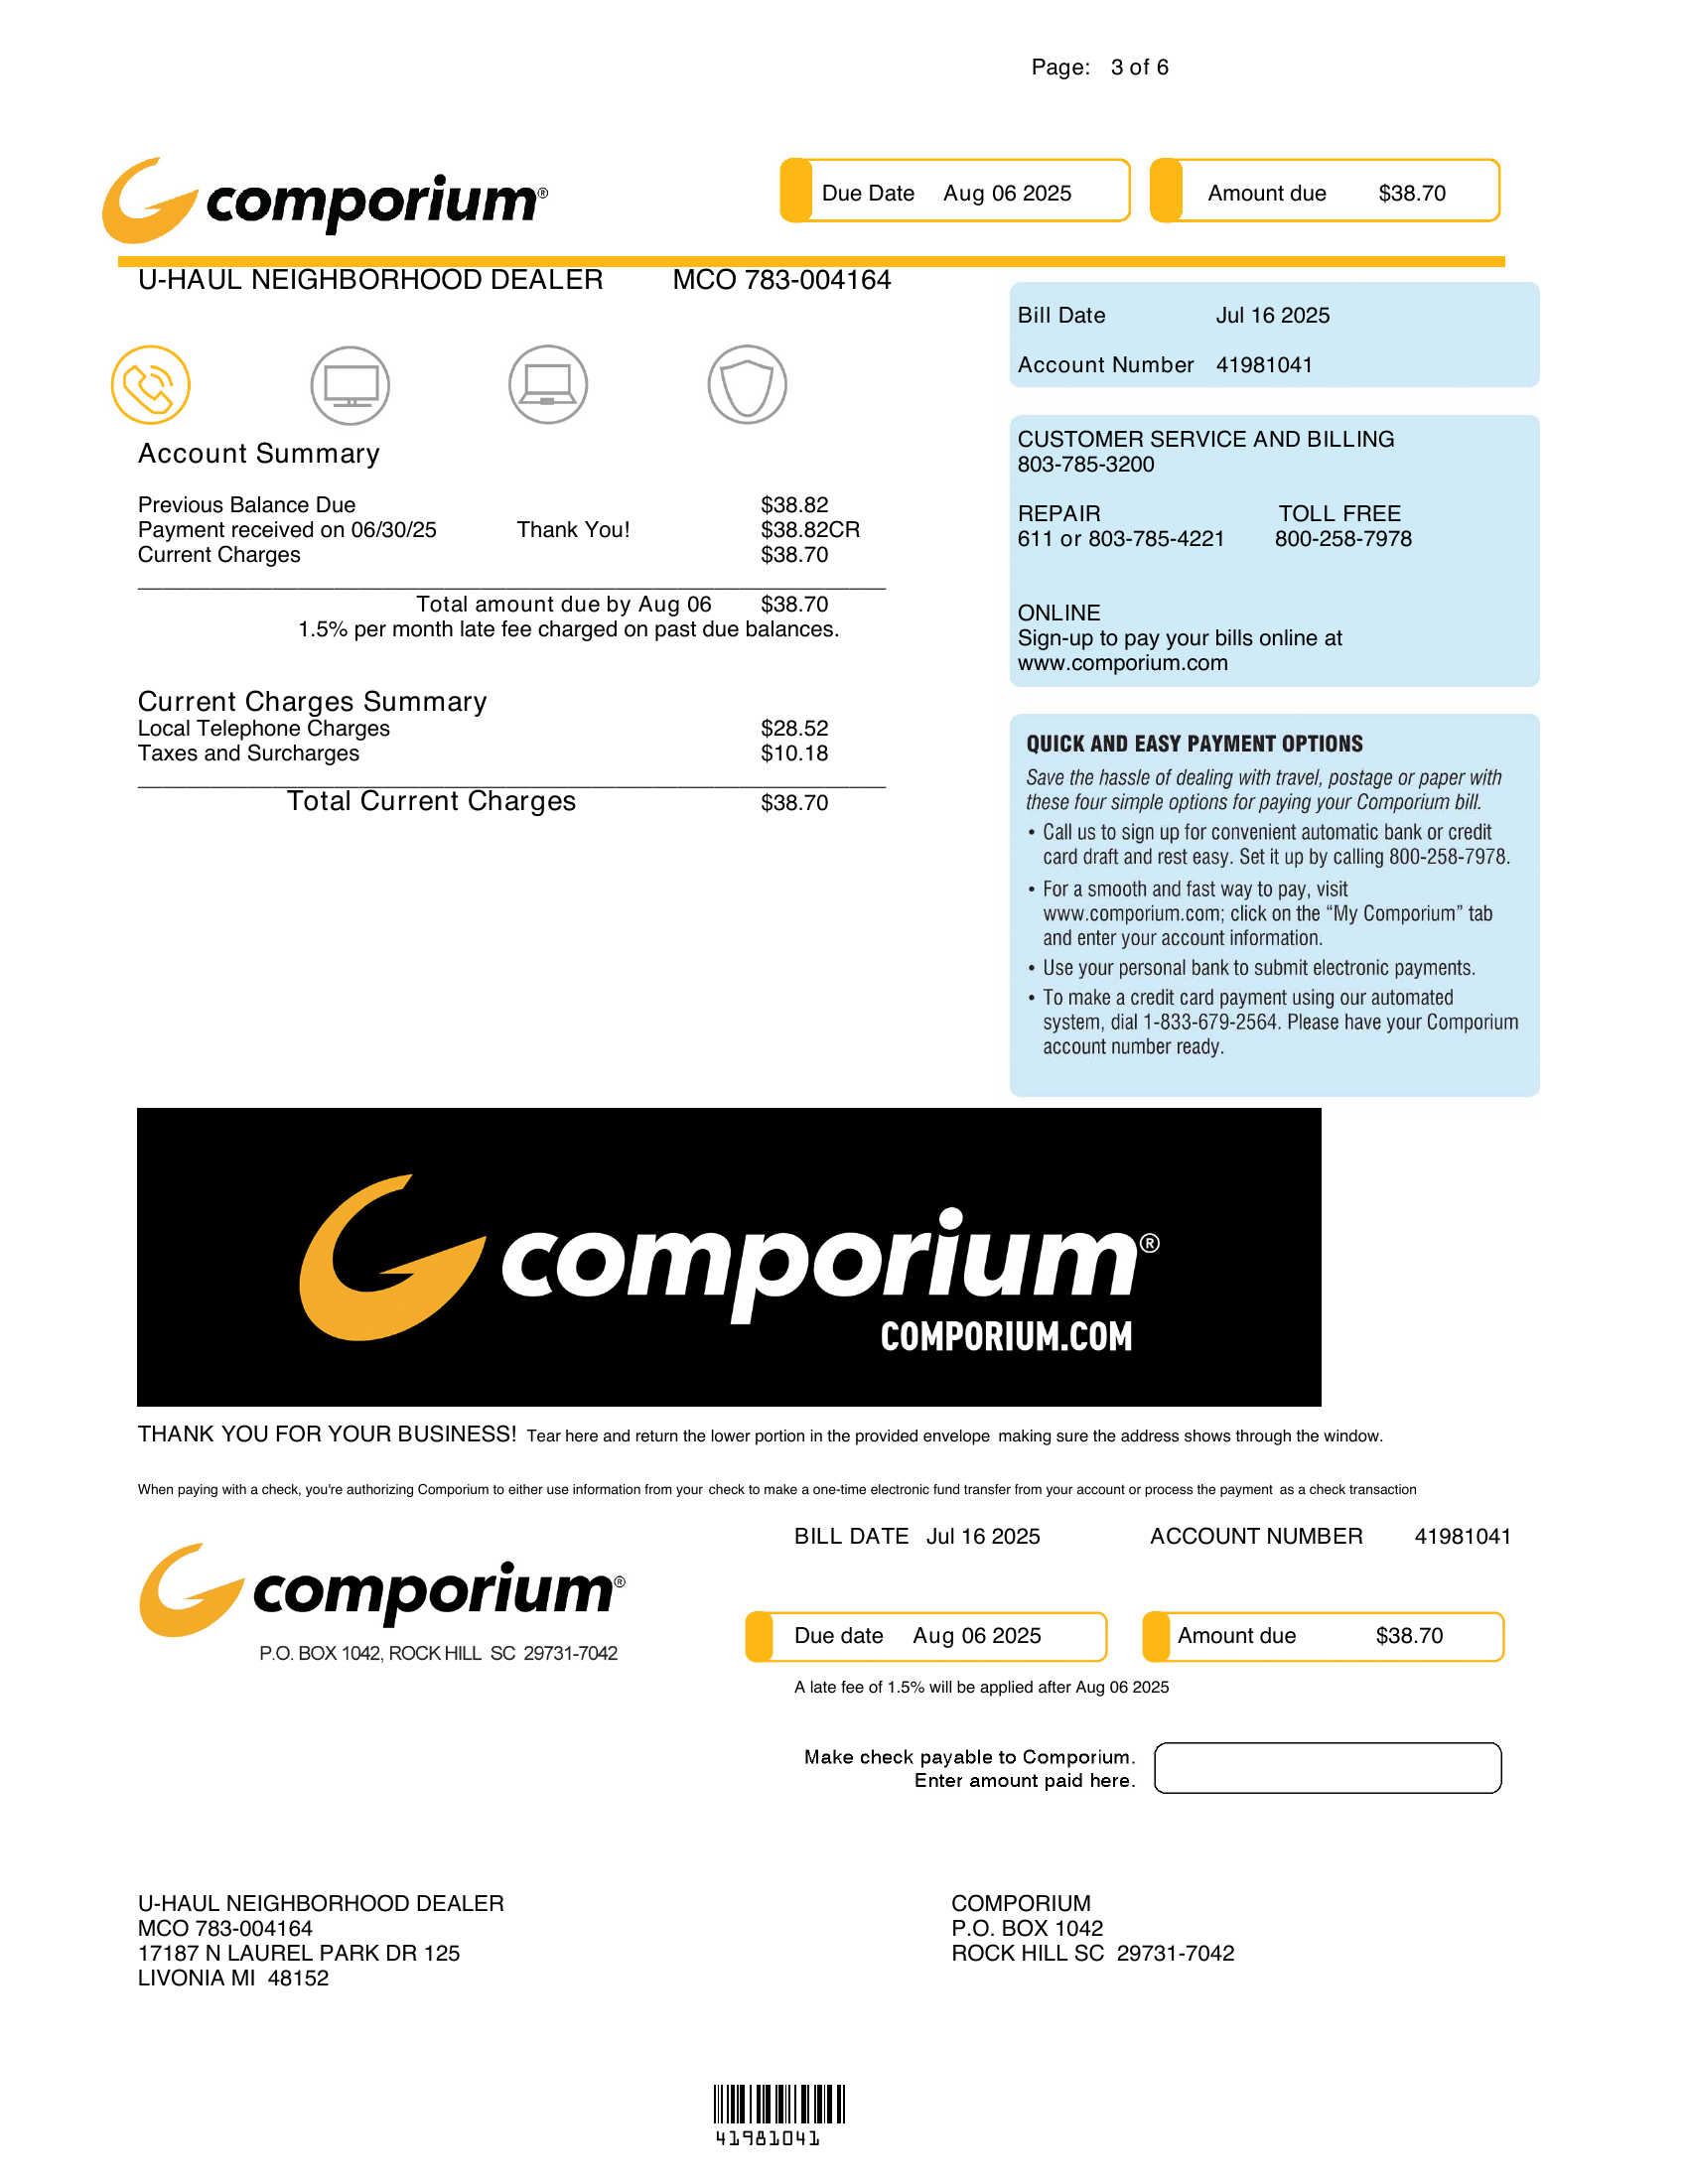 Page: 3 of 6
comporium®
Due Date Aug 06 2025
Amount due $38.70
U-HAUL NEIGHBORHOOD DEALER MCO 783-004164
Bill Date Jul 16 2025
Account Number 41981041
Account Summary
Previous Balance Due $38.82
Payment received on 06/30/25 Thank You! $38.82CR
Current Charges $38.70
Total amount due by Aug 06 $38.70
1.5% per month late fee charged on past due balances.
Current Charges Summary
Local Telephone Charges $28.52
Taxes and Surcharges $10.18
Total Current Charges $38.70
CUSTOMER SERVICE AND BILLING
803-785-3200
REPAIR TOLL FREE
611 or 803-785-4221 800-258-7978
ONLINE
Sign-up to pay your bills online at
www.comporium.com
QUICK AND EASY PAYMENT OPTIONS
Save the hassle of dealing with travel, postage or paper with
these four simple options for paying your Comporium bill.
• Call us to sign up for convenient automatic bank or credit
card draft and rest easy. Set it up by calling 800-258-7978.
• For a smooth and fast way to pay, visit
www.comporium.com; click on the “My Comporium” tab
and enter your account information.
• Use your personal bank to submit electronic payments.
• To make a credit card payment using our automated
system, dial 1-833-679-2564. Please have your Comporium
account number ready.
comporium®
COMPORIUM.COM
THANK YOU FOR YOUR BUSINESS! Tear here and return the lower portion in the provided envelope making sure the address shows through the window.
When paying with a check, you're authorizing Comporium to either use information from your check to make a one-time electronic fund transfer from your account or process the payment as a check transaction
BILL DATE Jul 16 2025 ACCOUNT NUMBER 41981041
comporium®
P.O. BOX 1042, ROCK HILL SC 29731-7042
Due date Aug 06 2025
Amount due $38.70
A late fee of 1.5% will be applied after Aug 06 2025
Make check payable to Comporium.
Enter amount paid here.
U-HAUL NEIGHBORHOOD DEALER
MCO 783-004164
17187 N LAUREL PARK DR 125
LIVONIA MI 48152
COMPORIUM
P.O. BOX 1042
ROCK HILL SC 29731-7042
41981041